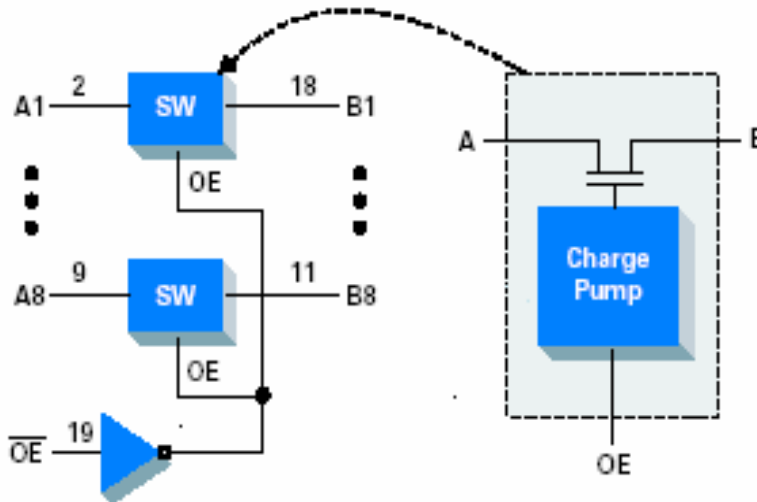 A1 2 SW 18 B1
OE
A8 9 SW 11 B8
OE
OE 19
A B
Charge
Pump
OE